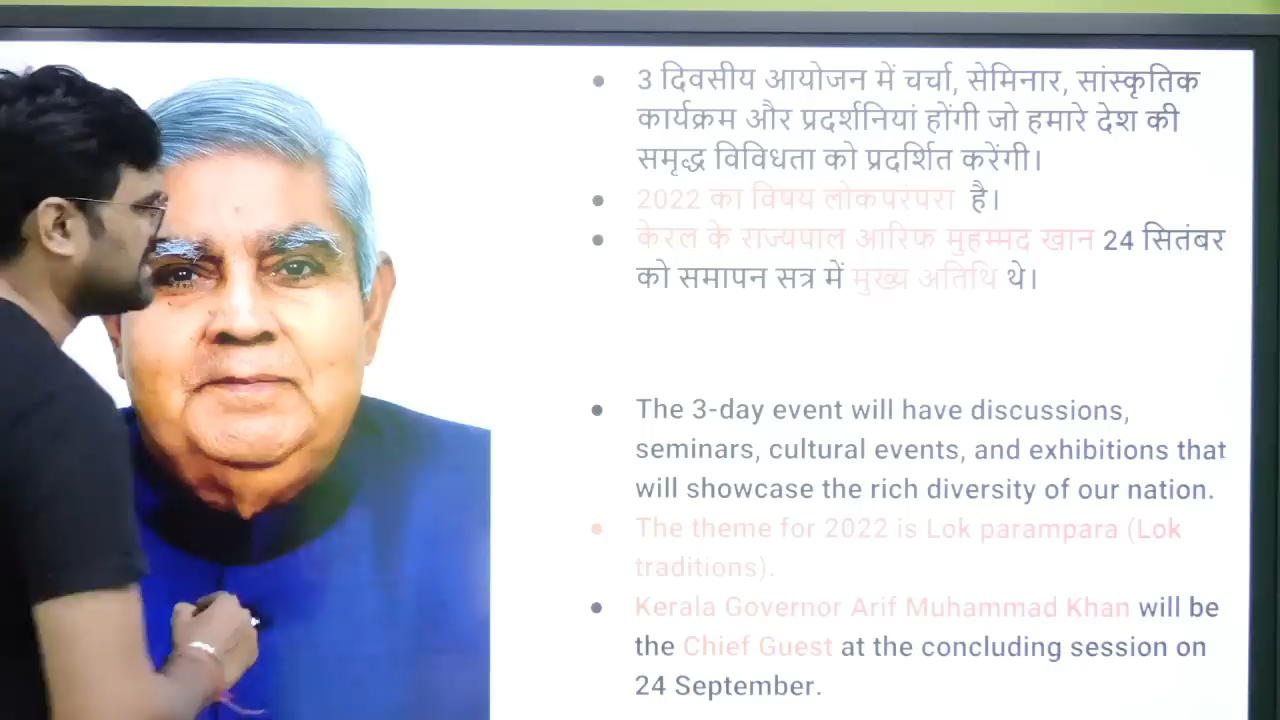 3 दिवसीय आयोजन में चर्चा, सेमिनार, सांस्कृतिक
कार्यक्रम और प्रदर्शनियां होंगी जो हमारे देश की
समृद्ध विविधता को प्रदर्शित करेंगी।
2022 का विषय लोकपरपरा है।
केरल के राज्यपाल आरिफ मुहम्मद खान 24 सितंबर
को समापन सत्र में मुख्य अतिथि थे।
The 3-day event will have discussions,
seminars, cultural events, and exhibitions that
will showcase the rich diversity of our nation.
The theme for 2022 is Lok parampara (Lok
traditions).
Kerala Governor Arif Muhammad Khan will be
the Chief Guest at the concluding session on
24 September.